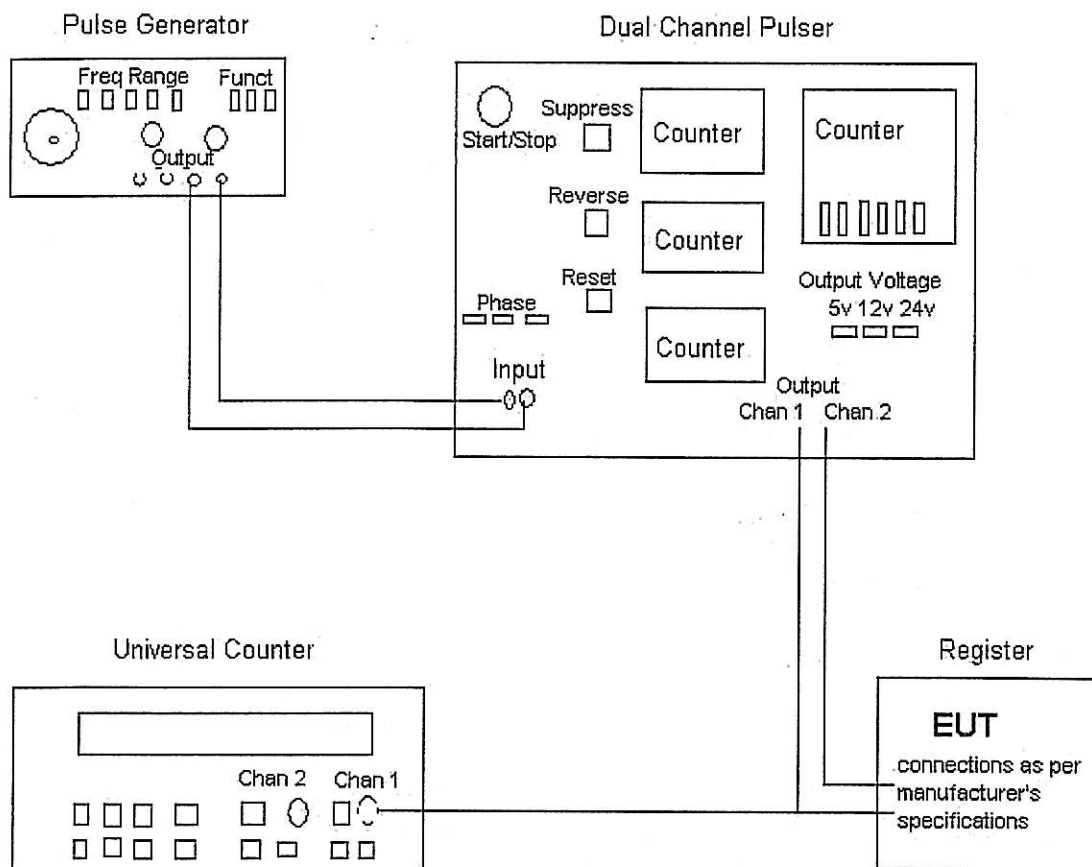 Pulse Generator
Freq Range
Funct
Output
Dual Channel Pulser
Start/Stop
Suppress
Reverse
Reset
Phase
Input
Counter
Counter
Counter
Counter
Output Voltage
5v 12v 24v
Output
Chan 1 Chan 2
Universal Counter
Chan 2 Chan 1
Register
EUT
connections as per
manufacturer's
specifications